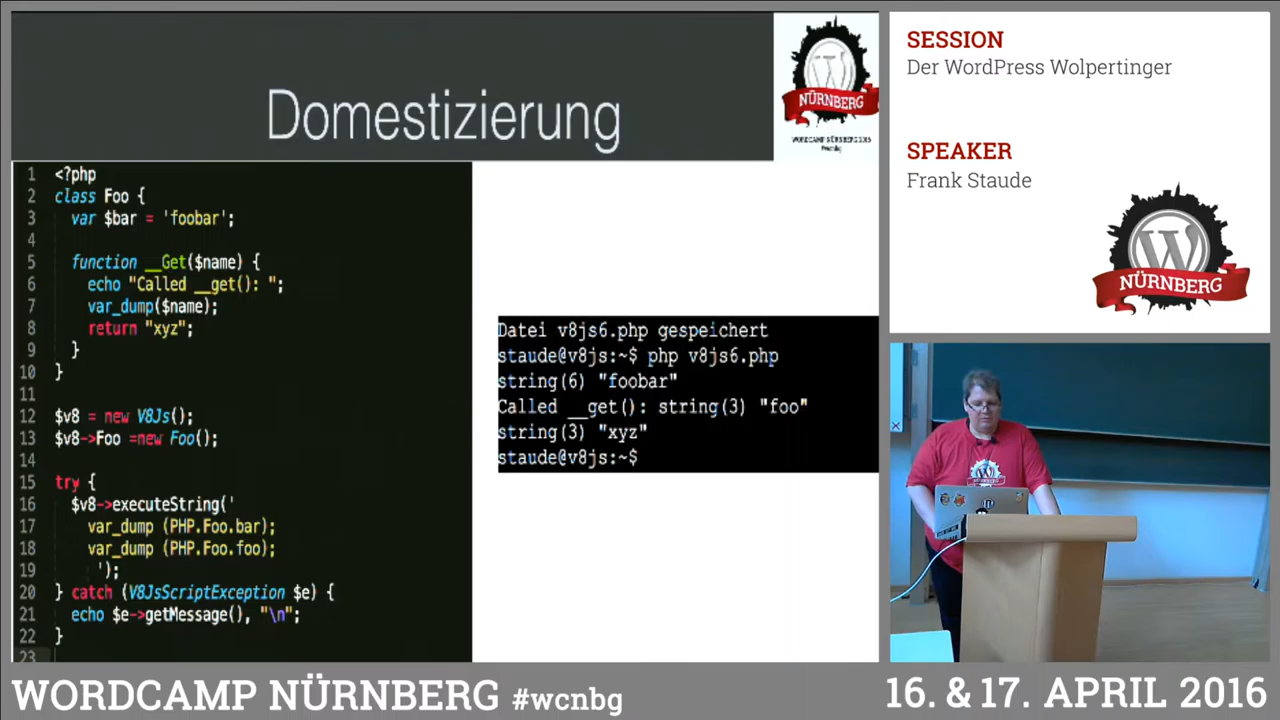 Domestizierung
NÜRNBERG
WORDCAMP NÜRNBERG 2016
#wcnbg
1 <?php
2 class Foo {
3 var $bar = 'foobar';
4
5 function __Get($name) {
6 echo "Called __get(): ";
7 var_dump($name);
8 return "xyz";
9 }
10 }
11
12 $v8 = new V8Js();
13 $v8->Foo =new Foo();
14
15 try {
16 $v8->executeString('
17 var_dump (PHP.Foo.bar);
18 var_dump (PHP.Foo.foo);
19 ');
20 } catch (V8JsScriptException $e) {
21 echo $e->getMessage(), "\n";
22 }
23
Datei v8js6.php gespeichert
staude@v8js:~$ php v8js6.php
string(6) "foobar"
Called __get(): string(3) "foo"
string(3) "xyz"
staude@v8js:~$
SESSION
Der WordPress Wolpertinger
SPEAKER
Frank Staude
NÜRNBERG
WORDCAMP NÜRNBERG #wcnbg
16. & 17. APRIL 2016